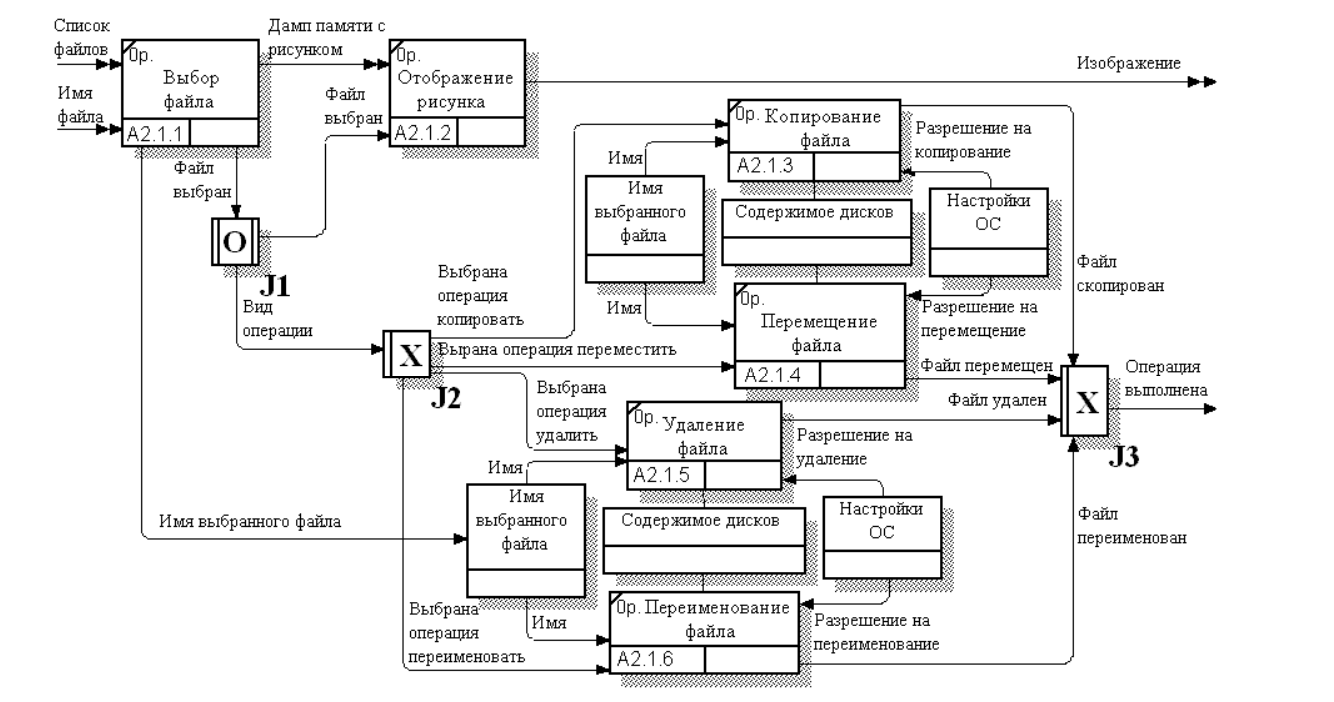 Список
файлов
Дамп памяти с
рисунком
Имя
файла
0р.
Выбор
файла
A2.1.1
Файл
выбран
0р.
Отображение
рисунка
A2.1.2
Изображение
Файл
выбран
O
J1
Вид
операции
0р. Копирование
файла
A2.1.3
Разрешение на
копирование
Имя
Имя
выбранного
файла
Содержимое дисков
Настройки
ОС
Имя
Выбрана
операция
копировать
X
J2
Вырана операция переместить
0р.
Перемещение
файла
A2.1.4
Разрешение на
перемещение
Файл
скопирован
Файл перемещен
Файл удален
X
J3
Операция
выполнена
Выбрана
операция
удалить
0р. Удаление
файла
A2.1.5
Разрешение на
удаление
Имя
Имя
выбранного
файла
Имя выбранного файла
Содержимое дисков
Настройки
ОС
Файл
переименован
Выбрана
операция
переименовать
Имя
0р. Переименование
файла
A2.1.6
Разрешение на
переименование